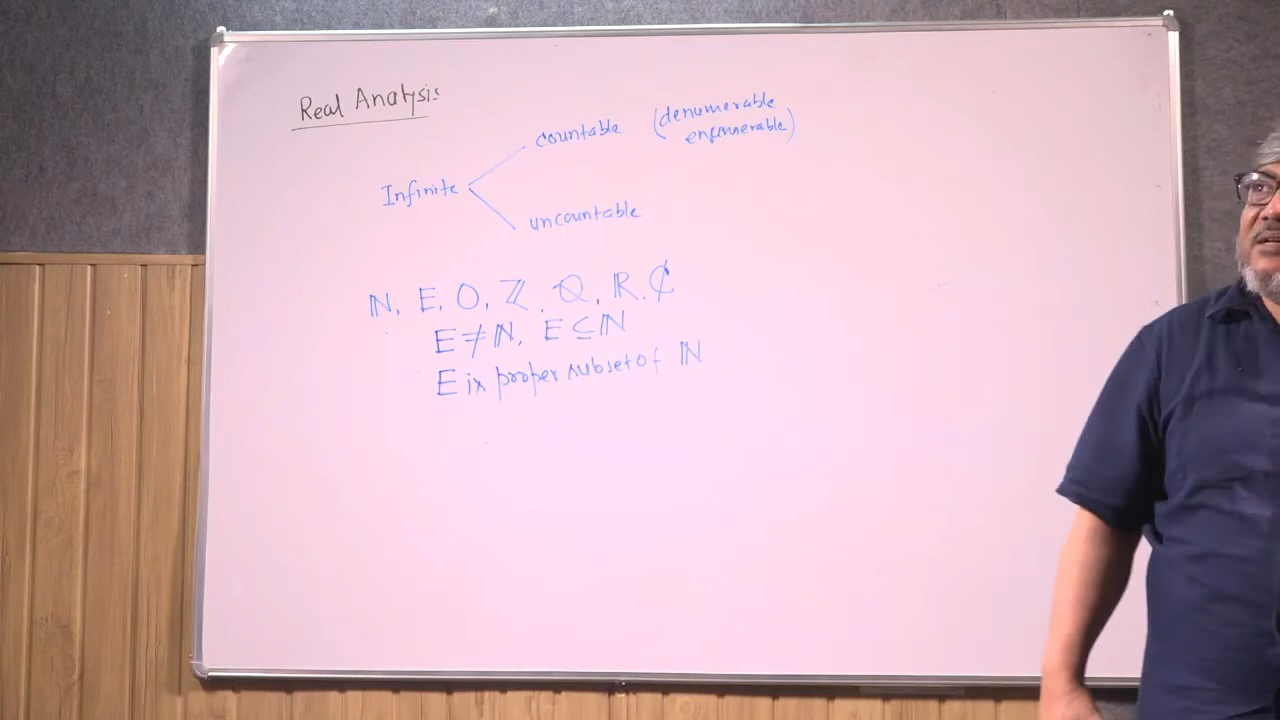 Real Analysis
countable (denumerable
enumerable)
Infinite
uncountable
ℕ, E, O, ℤ, ℚ, ℝ, ℂ
E ≠ ℕ, E ⊆ ℕ
E is proper subset of ℕ